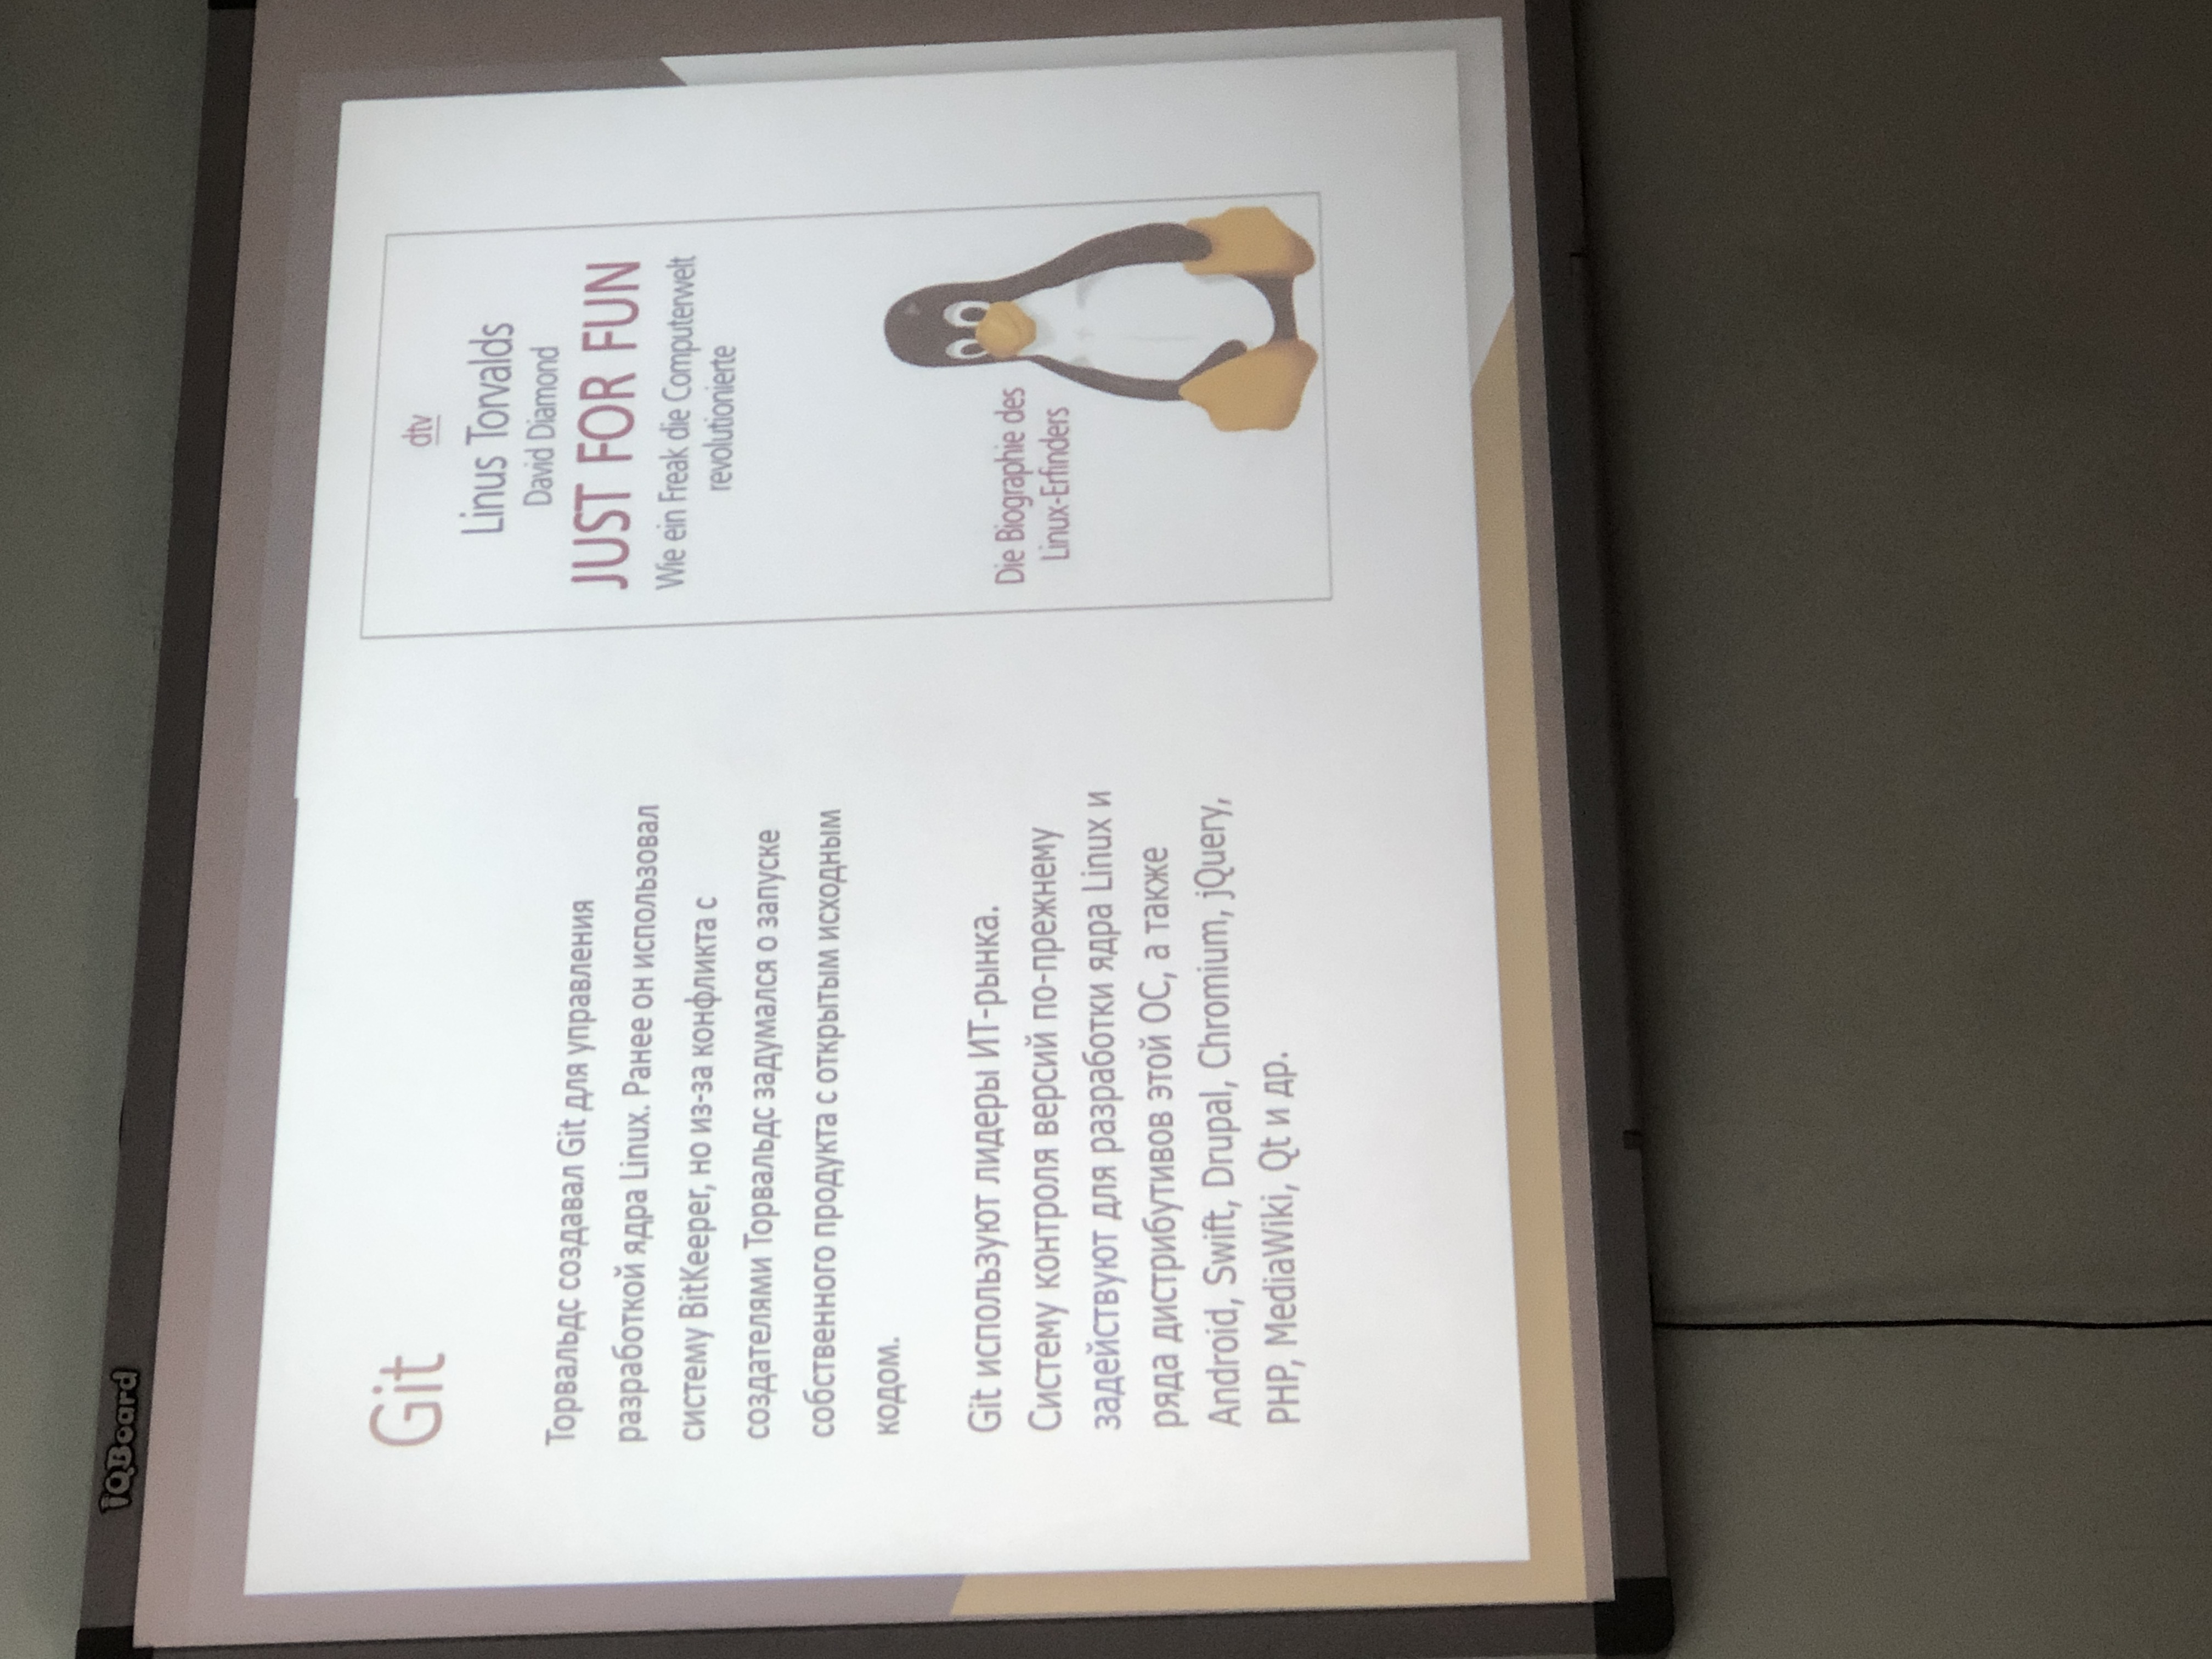 iQBoard
Git
Торвальдс создавал Git для управления
разработкой ядра Linux. Ранее он использовал
систему BitKeeper, но из-за конфликта с
создателями Торвальдс задумался о запуске
собственного продукта с открытым исходным
кодом.
Git используют лидеры ИТ-рынка.
Систему контроля версий по-прежнему
задействуют для разработки ядра Linux и
ряда дистрибутивов этой ОС, а также
Android, Swift, Drupal, Chromium, jQuery,
PHP, MediaWiki, Qt и др.
dtv
Linus Torvalds
David Diamond
JUST FOR FUN
Wie ein Freak die Computerwelt
revolutionierte
Die Biographie des
Linux-Erfinders